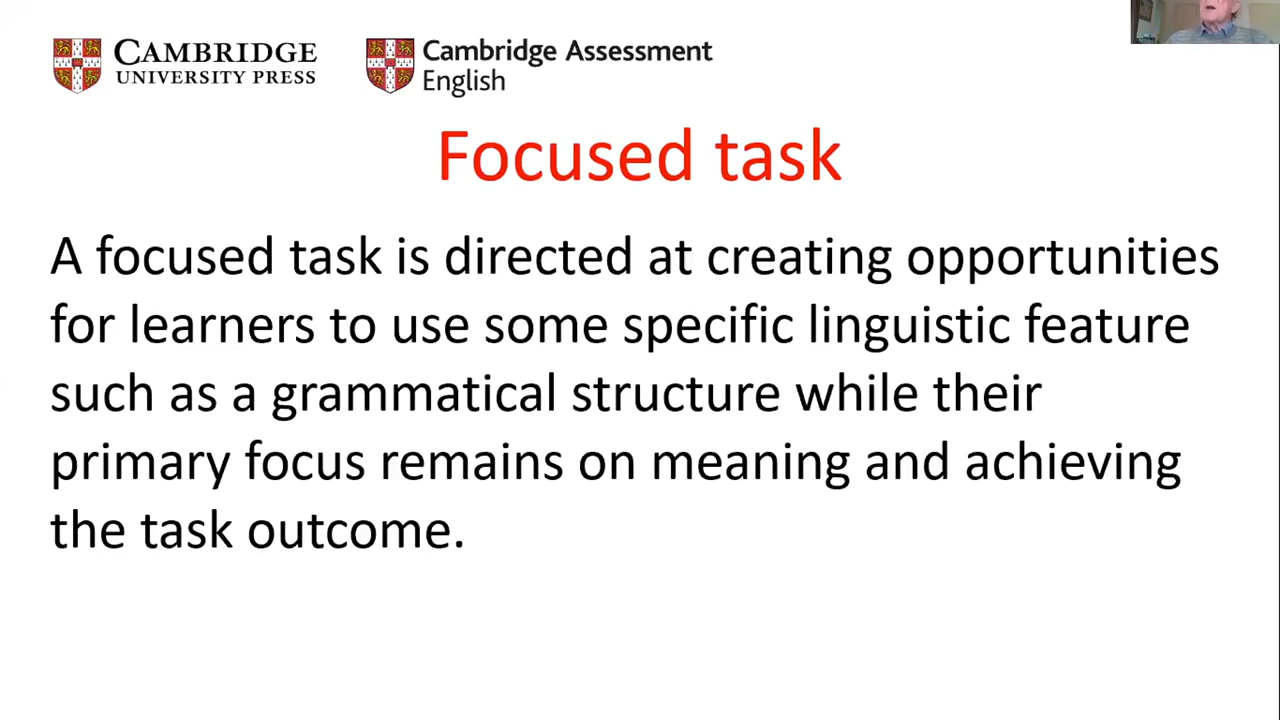 CAMBRIDGE
UNIVERSITY PRESS
Cambridge Assessment
English
Focused task
A focused task is directed at creating opportunities
for learners to use some specific linguistic feature
such as a grammatical structure while their
primary focus remains on meaning and achieving
the task outcome.